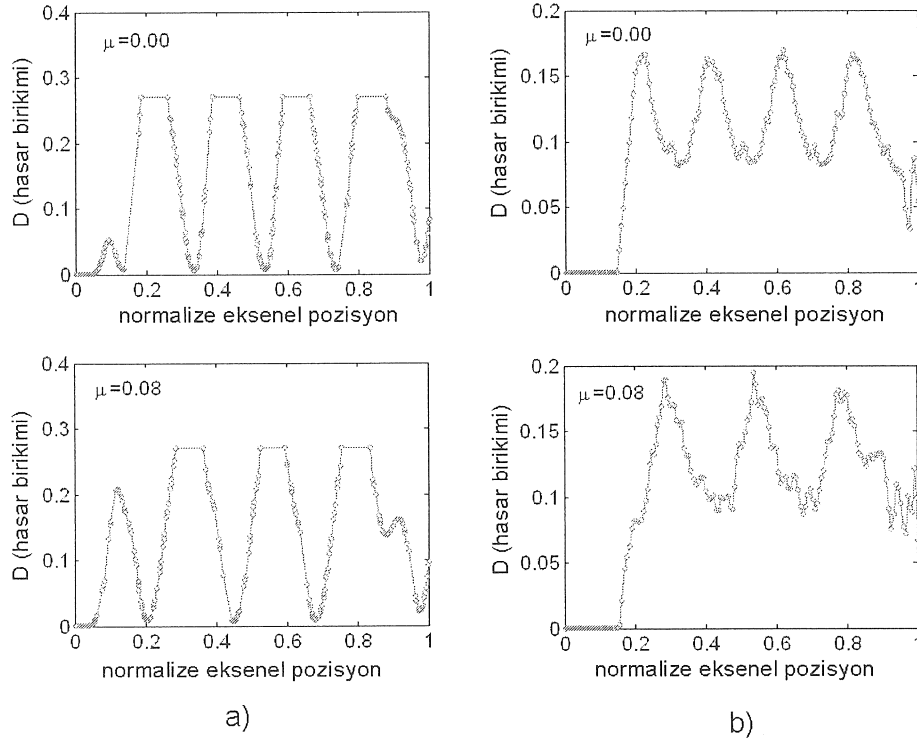 μ=0.00
D (hasar birikimi)
0.4
0.3
0.2
0.1
0
0 0.2 0.4 0.6 0.8 1
normalize eksenel pozisyon
μ=0.00
D (hasar birikimi)
0.2
0.15
0.1
0.05
0
0 0.2 0.4 0.6 0.8 1
normalize eksenel pozisyon
μ=0.08
D (hasar birikimi)
0.4
0.3
0.2
0.1
0
0 0.2 0.4 0.6 0.8 1
normalize eksenel pozisyon
μ=0.08
D (hasar birikimi)
0.2
0.15
0.1
0.05
0
0 0.2 0.4 0.6 0.8 1
normalize eksenel pozisyon
a)
b)